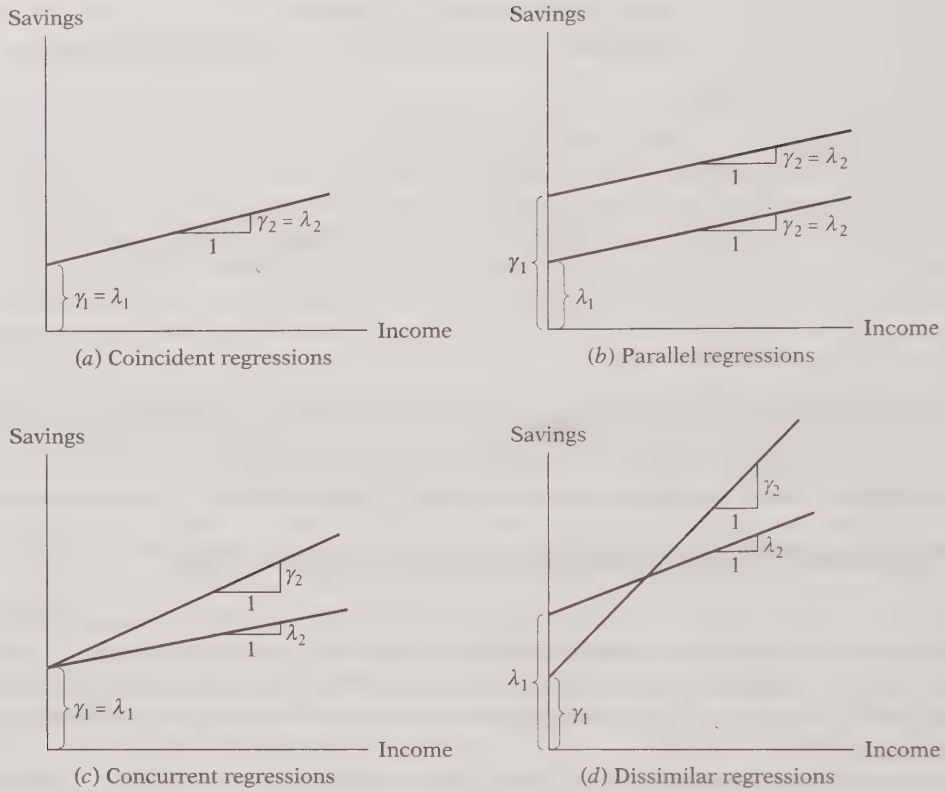 Savings
γ₂ = λ₂
1
γ₁ = λ₁
Income
(a) Coincident regressions
Savings
γ₂ = λ₂
1
γ₂ = λ₂
1
γ₁
λ₁
Income
(b) Parallel regressions
Savings
γ₂
1
λ₂
1
γ₁ = λ₁
Income
(c) Concurrent regressions
Savings
γ₂
1
λ₂
1
λ₁
γ₁
Income
(d) Dissimilar regressions